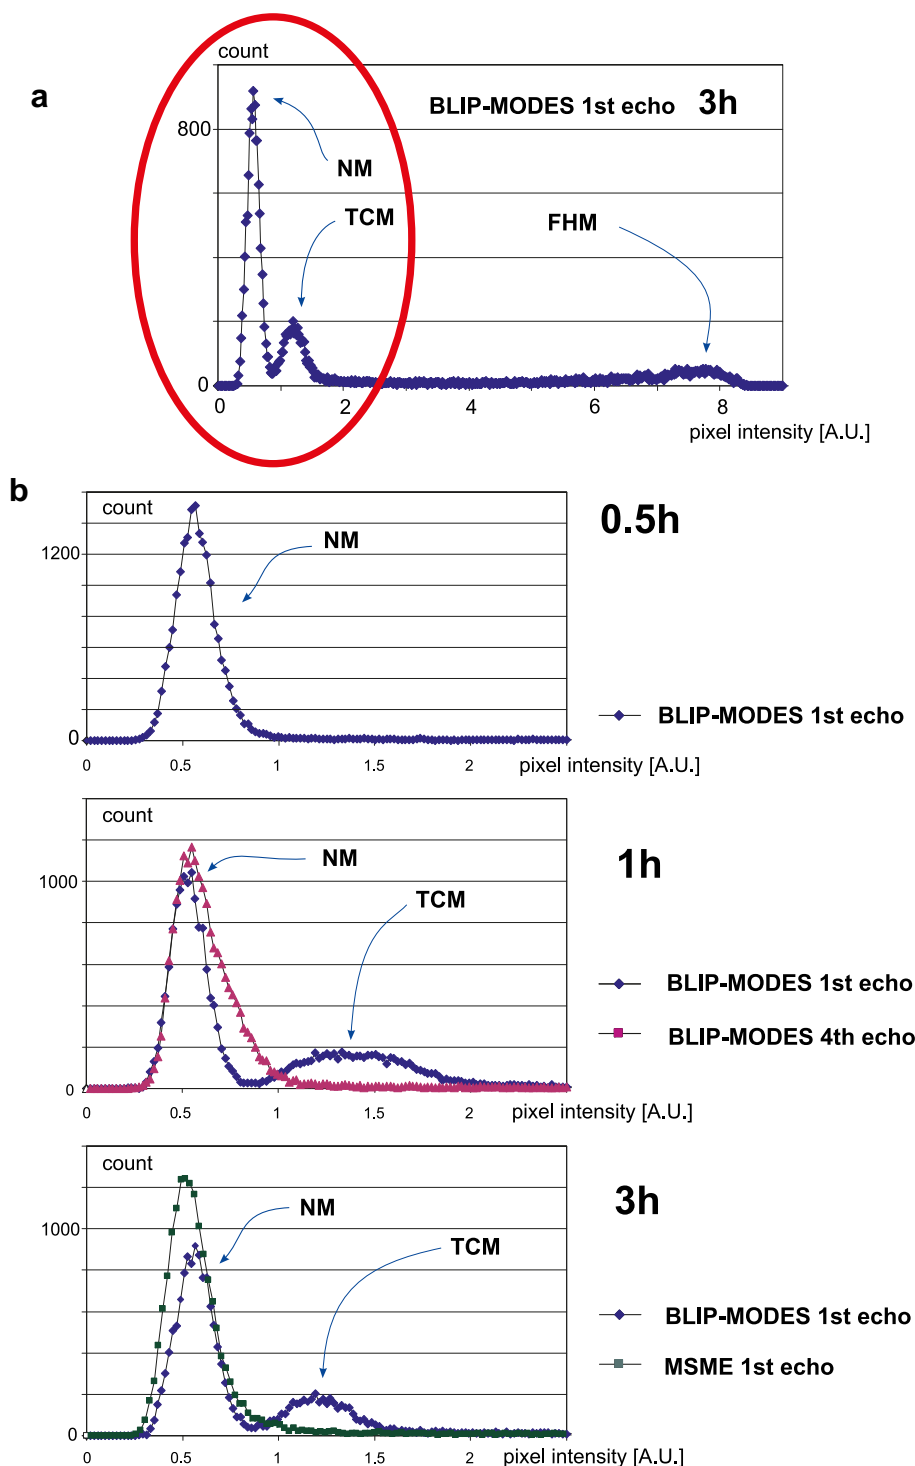 a
count
BLIP-MODES 1st echo 3h
800
NM
TCM
FHM
0
0 2 4 6 8
pixel intensity [A.U.]
b
count
0.5h
NM
1200
BLIP-MODES 1st echo
0
0 0.5 1 1.5 2
pixel intensity [A.U.]
count
1h
NM
1000
TCM
BLIP-MODES 1st echo
BLIP-MODES 4th echo
0
0 0.5 1 1.5 2
pixel intensity [A.U.]
count
3h
NM
1000
TCM
BLIP-MODES 1st echo
MSME 1st echo
0
0 0.5 1 1.5 2
pixel intensity [A.U.]